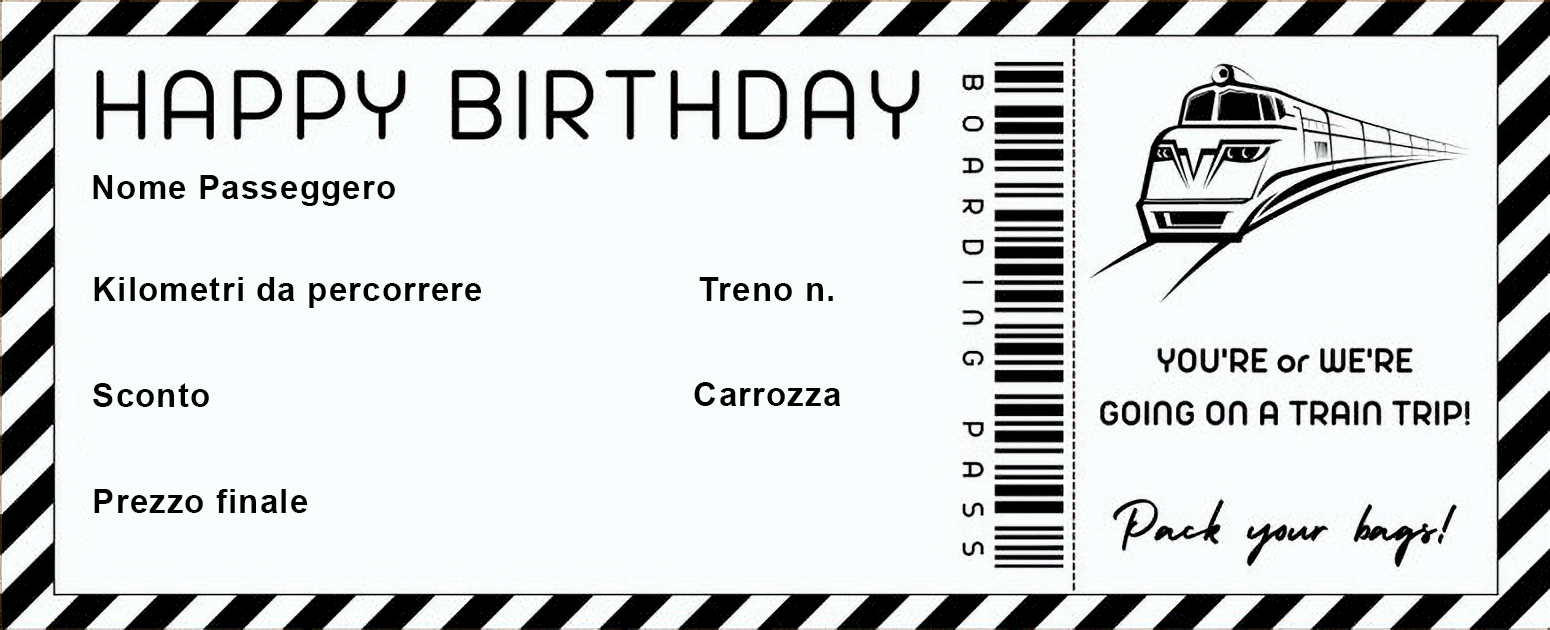 HAPPY BIRTHDAY
Nome Passeggero
Kilometri da percorrere
Treno n.
Sconto
Carrozza
Prezzo finale
BOARDING PASS
YOU'RE or WE'RE
GOING ON A TRAIN TRIP!
Pack your bags!